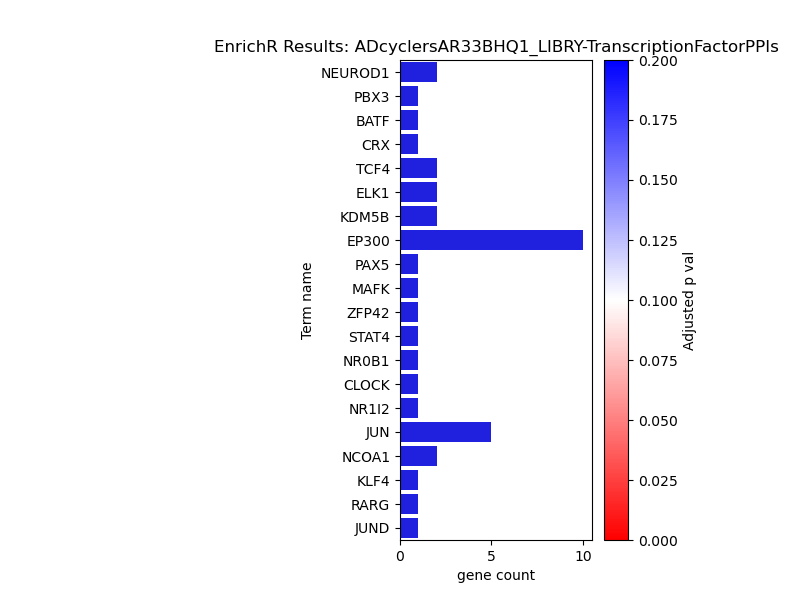 EnrichR Results: ADcyclersAR33BHQ1_LIBRY-TranscriptionFactorPPIs
NEUROD1
PBX3
BATF
CRX
TCF4
ELK1
KDM5B
EP300
PAX5
MAFK
ZFP42
STAT4
NR0B1
CLOCK
NR1I2
JUN
NCOA1
KLF4
RARG
JUND
Term name
0 5 10
gene count
0.200
0.175
0.150
0.125
0.100
0.075
0.050
0.025
0.000
Adjusted p val